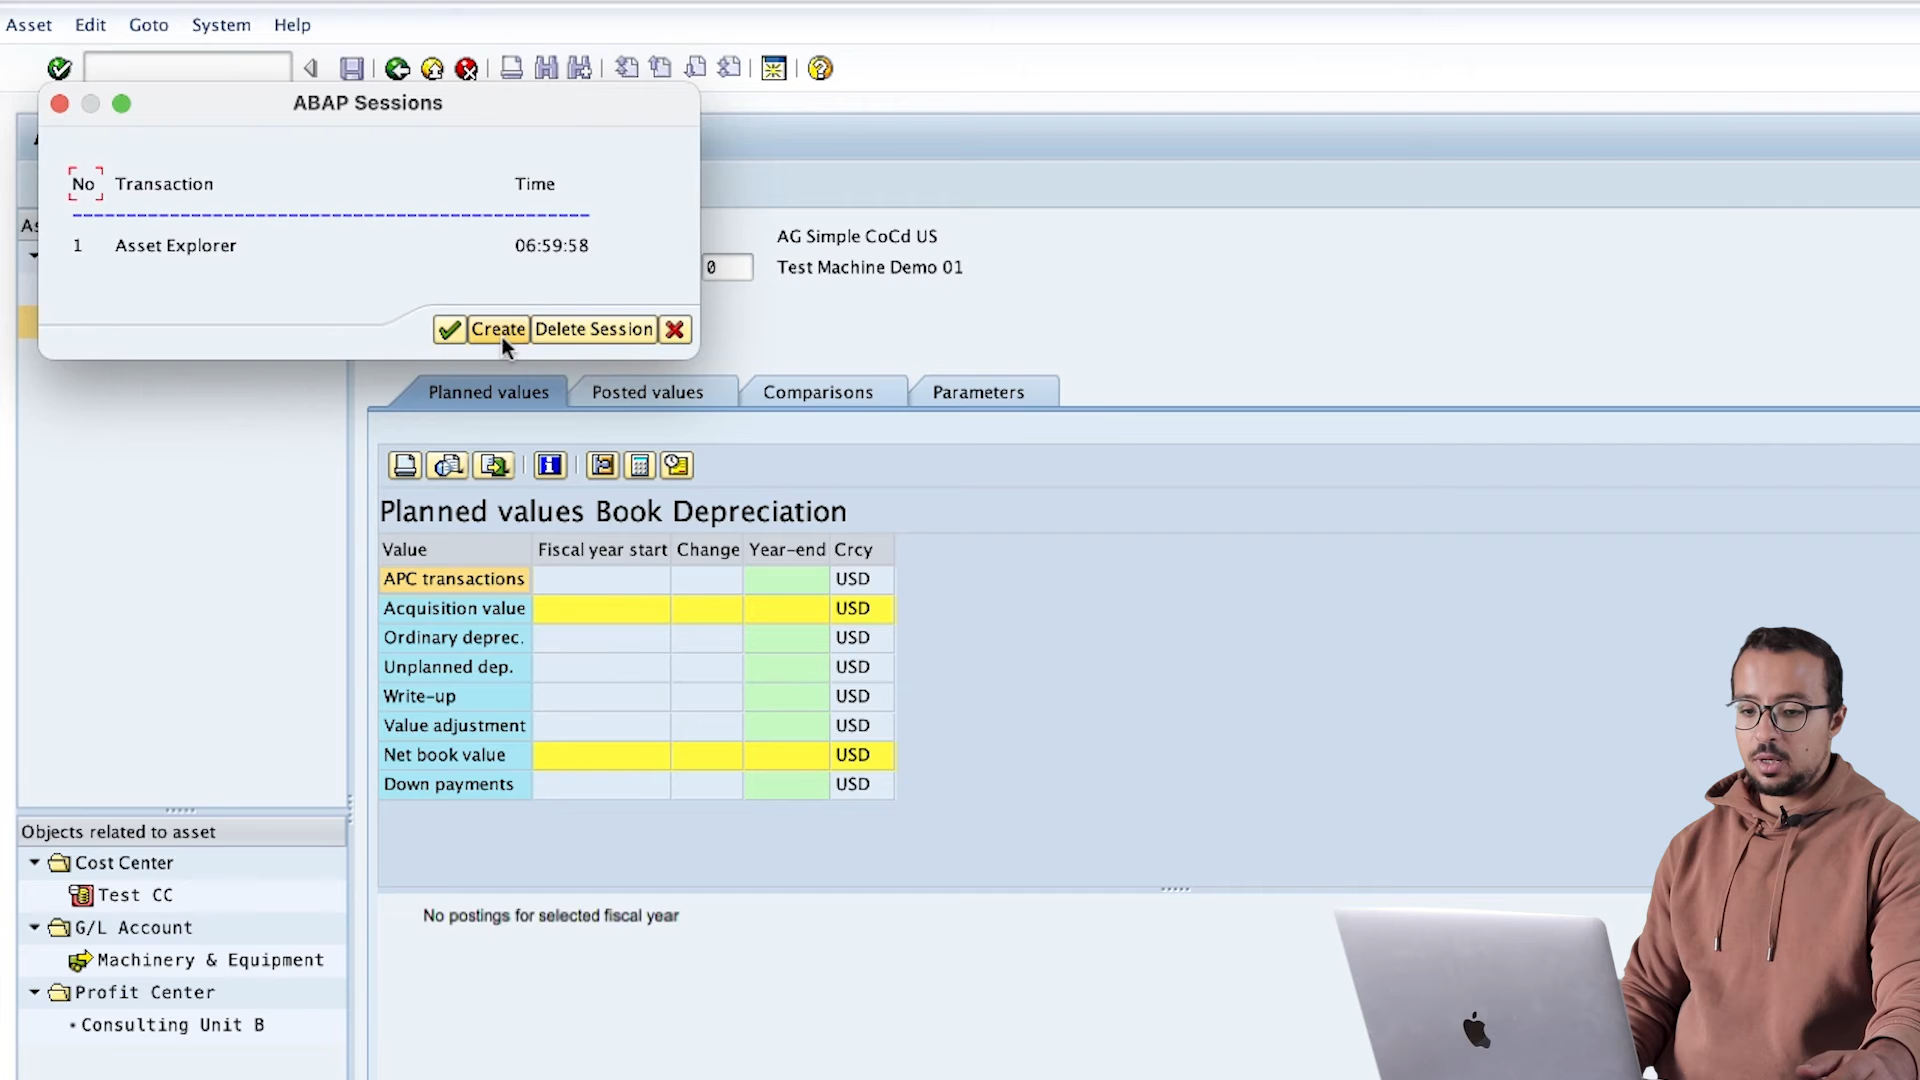 Asset Edit Goto System Help
ABAP Sessions
No Transaction Time
1 Asset Explorer 06:59:58
Create Delete Session
AG Simple CoCd US
0 Test Machine Demo 01
Planned values Posted values Comparisons Parameters
Planned values Book Depreciation
Value Fiscal year start Change Year-end Crcy
APC transactions USD
Acquisition value USD
Ordinary deprec. USD
Unplanned dep. USD
Write-up USD
Value adjustment USD
Net book value USD
Down payments USD
No postings for selected fiscal year
Objects related to asset
Cost Center
Test CC
G/L Account
Machinery & Equipment
Profit Center
Consulting Unit B